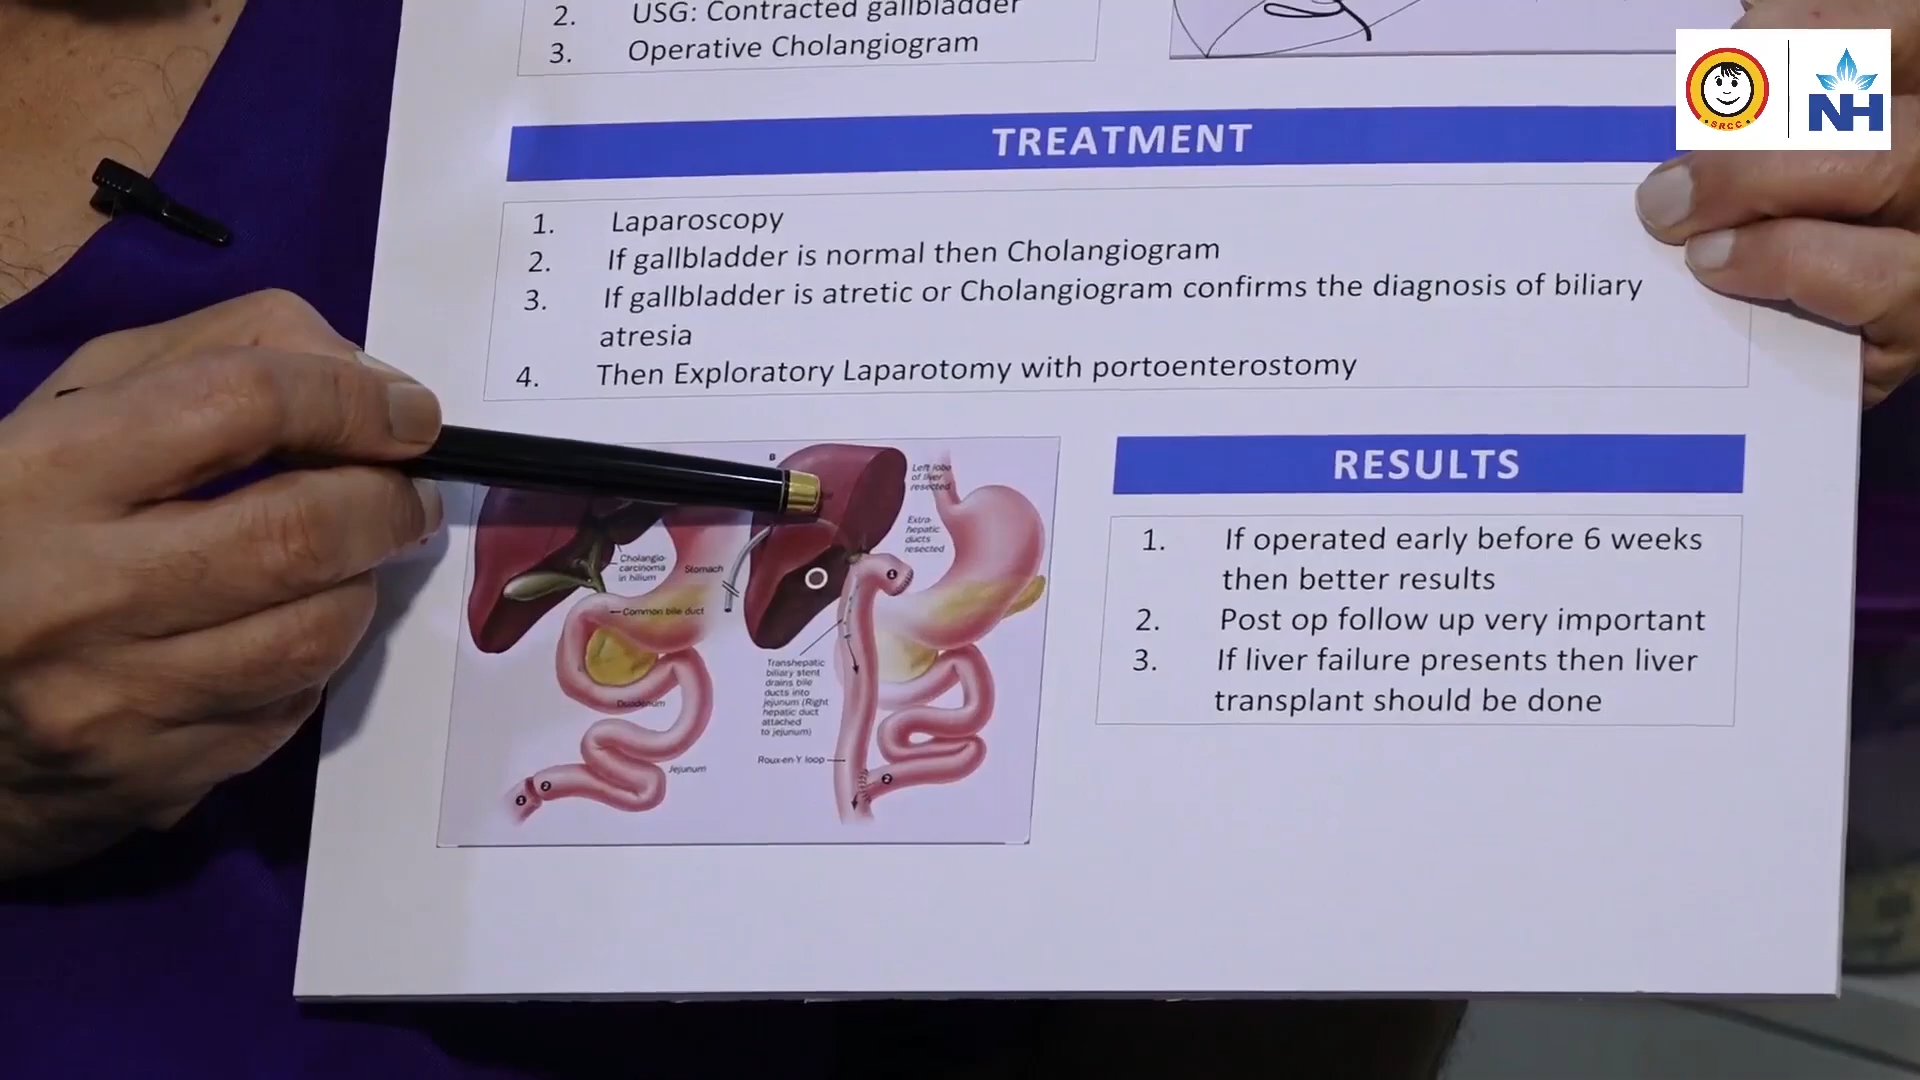 2. USG: Contracted gallbladder
3. Operative Cholangiogram
SRCC
NH
TREATMENT
1. Laparoscopy
2. If gallbladder is normal then Cholangiogram
3. If gallbladder is atretic or Cholangiogram confirms the diagnosis of biliary
atresia
4. Then Exploratory Laparotomy with portoenterostomy
B
Left lobe
of liver
resected
Extra
hepatic
ducts
resected
Cholangio-
carcinoma
in hilium
Stomach
Common bile duct
1
Transhepatic
biliary stent
drains bile
ducts into
jejunum (Right
hepatic duct
attached
to jejunum)
Duodenum
Roux-en-Y loop
Jejunum
1
2
2
RESULTS
1. If operated early before 6 weeks
then better results
2. Post op follow up very important
3. If liver failure presents then liver
transplant should be done